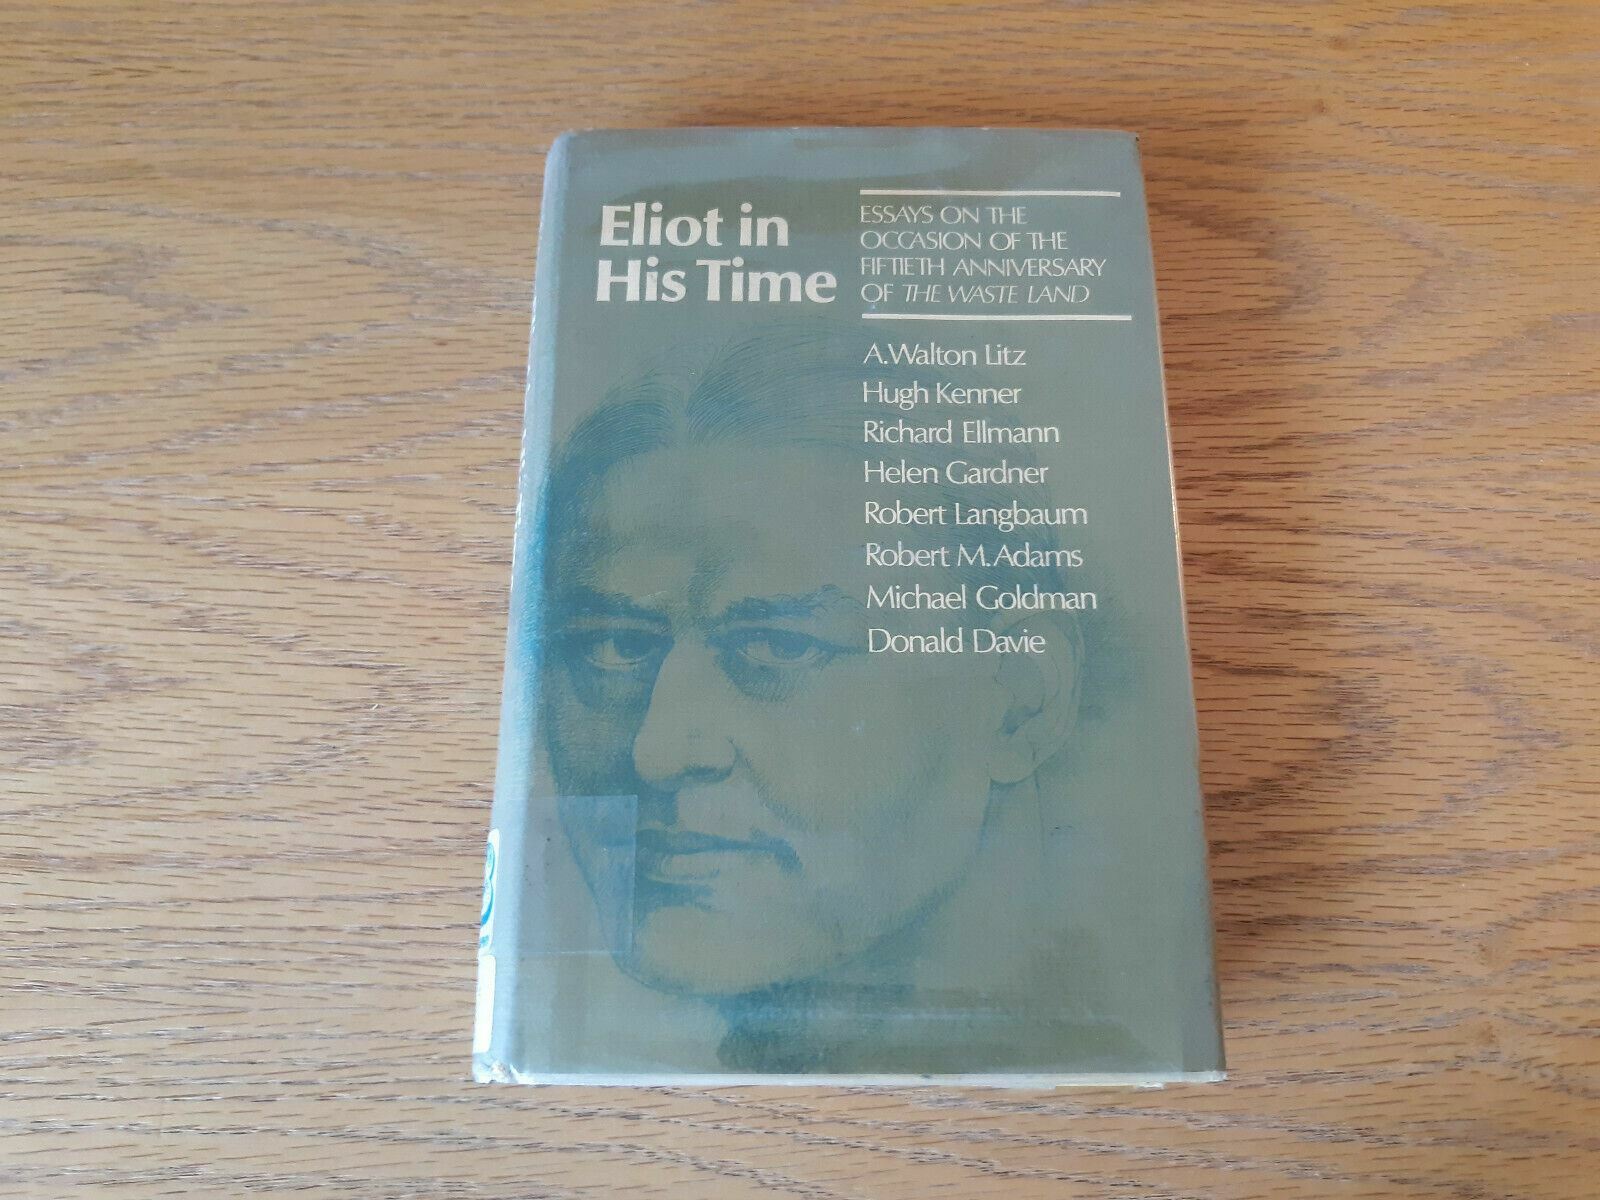 Eliot in
His Time
ESSAYS ON THE
OCCASION OF THE
FIFTIETH ANNIVERSARY
OF THE WASTE LAND
A. Walton Litz
Hugh Kenner
Richard Ellmann
Helen Gardner
Robert Langbaum
Robert M. Adams
Michael Goldman
Donald Davie